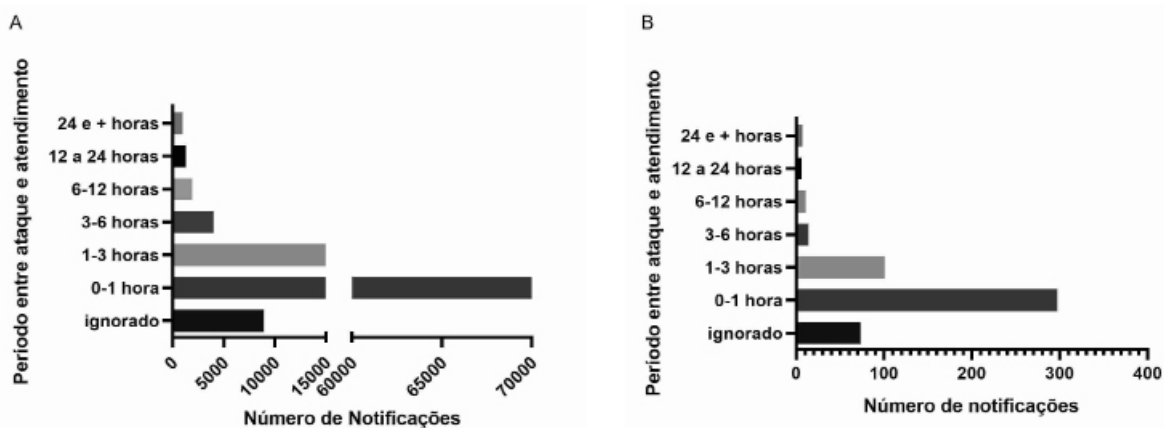 A
Período entre ataque e atendimento
24 e + horas
12 a 24 horas
6-12 horas
3-6 horas
1-3 horas
0-1 hora
ignorado
0
5000
10000
15000
60000
65000
70000
Número de Notificações
B
Período entre ataque e atendimento
24 e + horas
12 a 24 horas
6-12 horas
3-6 horas
1-3 horas
0-1 hora
ignorado
0 100 200 300 400
Número de notificações